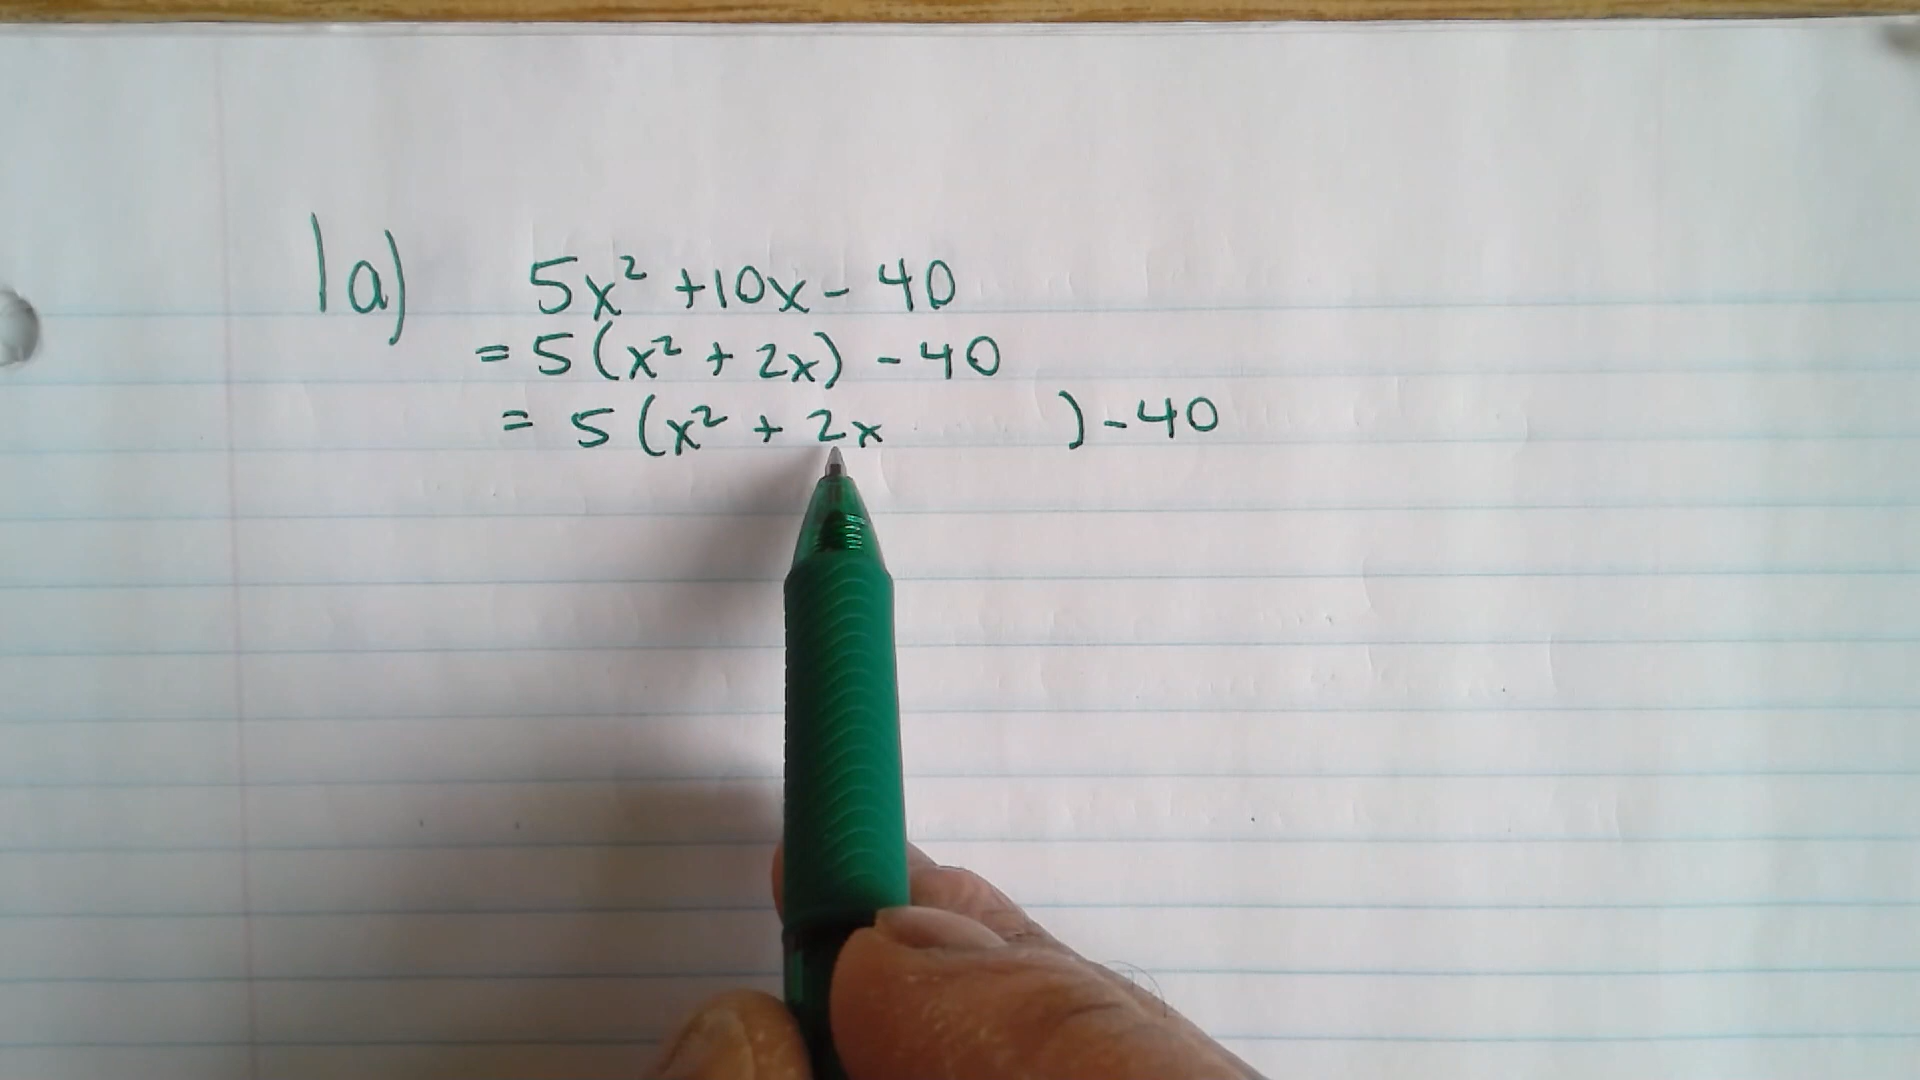 1a) 5x² +10x - 40
= 5(x² + 2x) - 40
= 5 (x² + 2x ) - 40